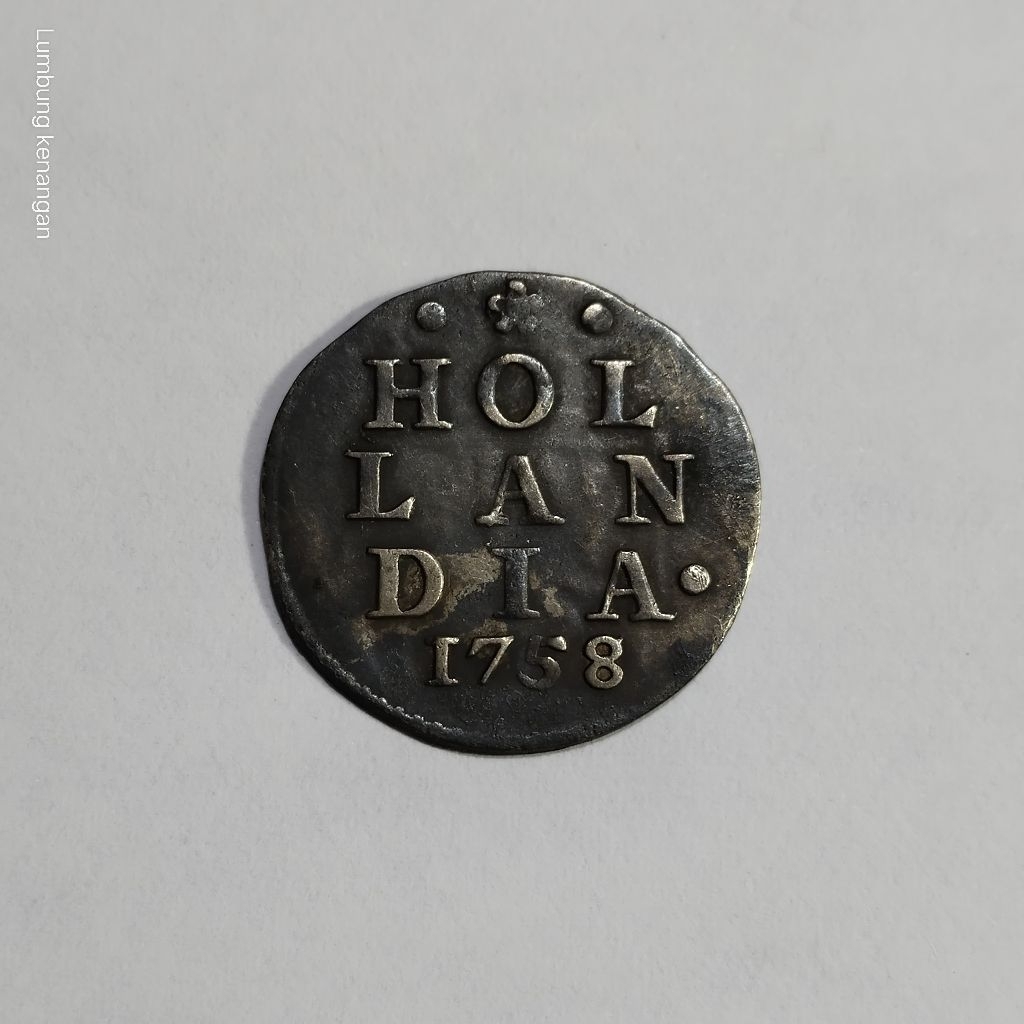 Lumbung kenangan
HOL
LAN
DIA·
1758